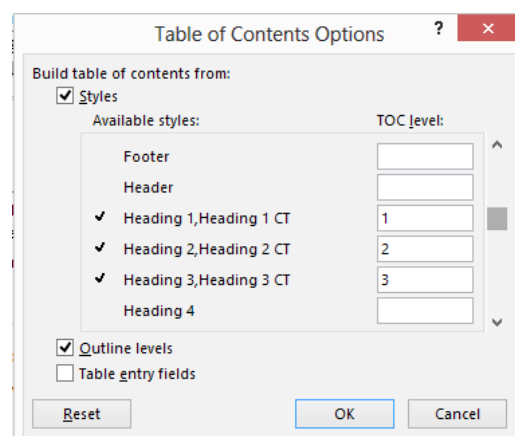 Table of Contents Options ? ×
Build table of contents from:
Styles
Available styles: TOC level:
Footer
Header
Heading 1,Heading 1 CT 1
Heading 2,Heading 2 CT 2
Heading 3,Heading 3 CT 3
Heading 4
Outline levels
Table entry fields
Reset OK Cancel